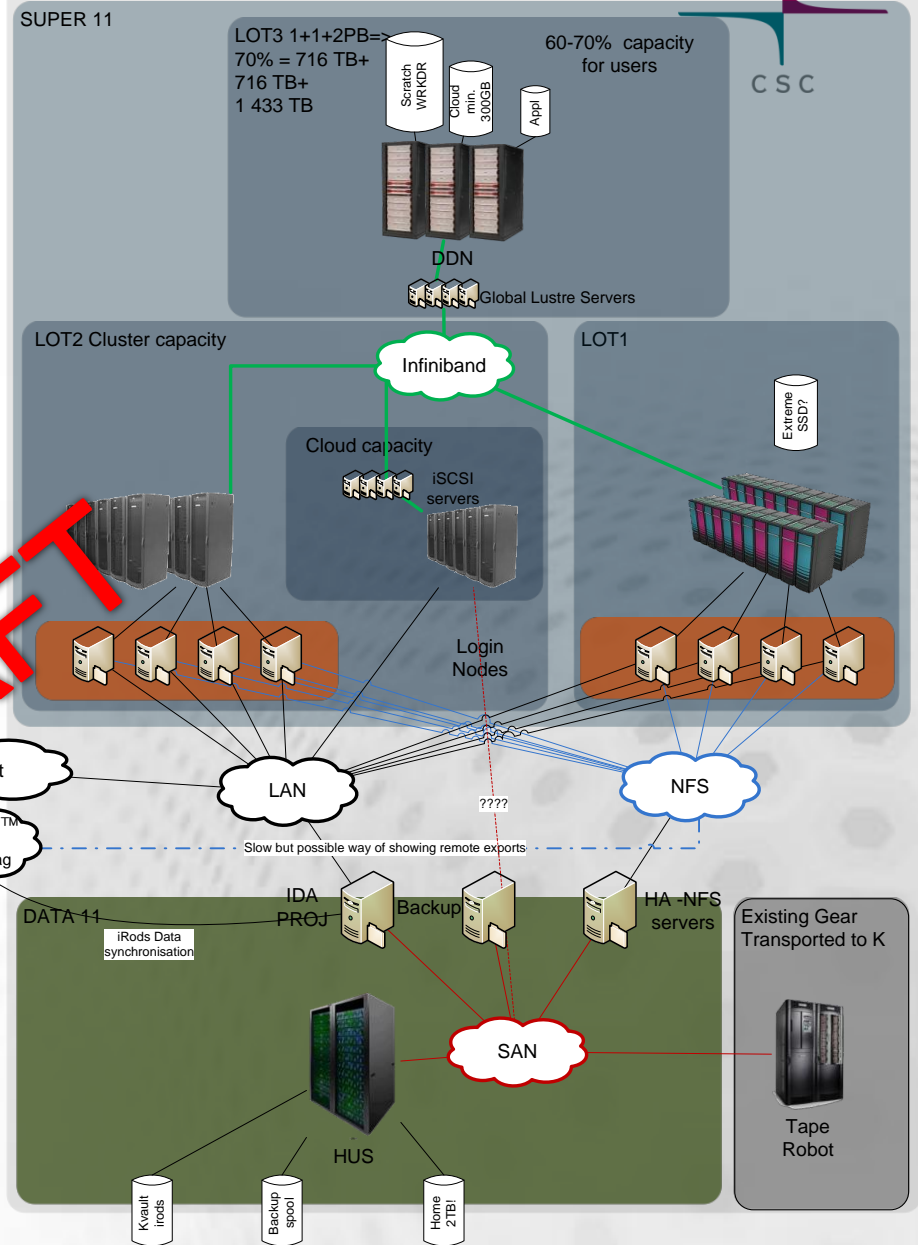 SUPER 11
LOT3 1+1+2PB=>
70% = 716 TB+
716 TB+
1 433 TB
Scratch
WRKDR
Cloud
min.
300GB
Appl
60-70% capacity
for users
CSC
DDN
Global Lustre Servers
LOT2 Cluster capacity
Infiniband
LOT1
Extreme
SSD?
Cloud capacity
iSCSI
servers
Login
Nodes
LAN
NFS
????
TM
Slow but possible way of showing remote exports
IDA
PROJ
Backup
HA -NFS
servers
DATA 11
iRods Data
synchronisation
Existing Gear
Transported to K
SAN
HUS
Tape
Robot
Kvault
irods
Backup
spool
Home
2TB!